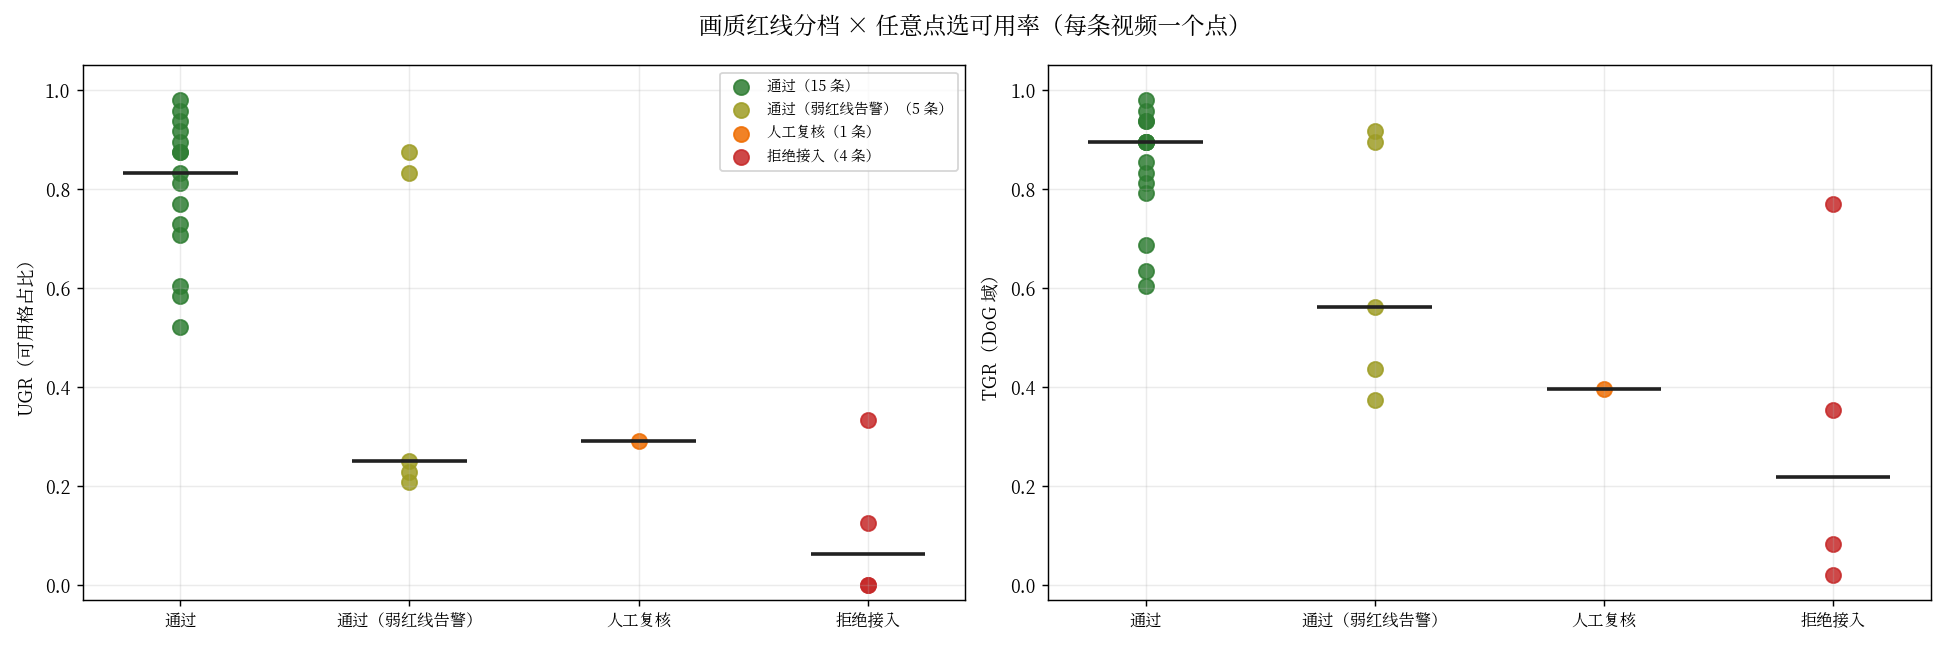 画质红线分档 × 任意点选可用率（每条视频一个点）
UGR（可用格占比）
1.0
0.8
0.6
0.4
0.2
0.0
通过（15 条）
通过（弱红线告警）（5 条）
人工复核（1 条）
拒绝接入（4 条）
通过
通过（弱红线告警）
人工复核
拒绝接入
TGR（DoG 域）
1.0
0.8
0.6
0.4
0.2
0.0
通过
通过（弱红线告警）
人工复核
拒绝接入